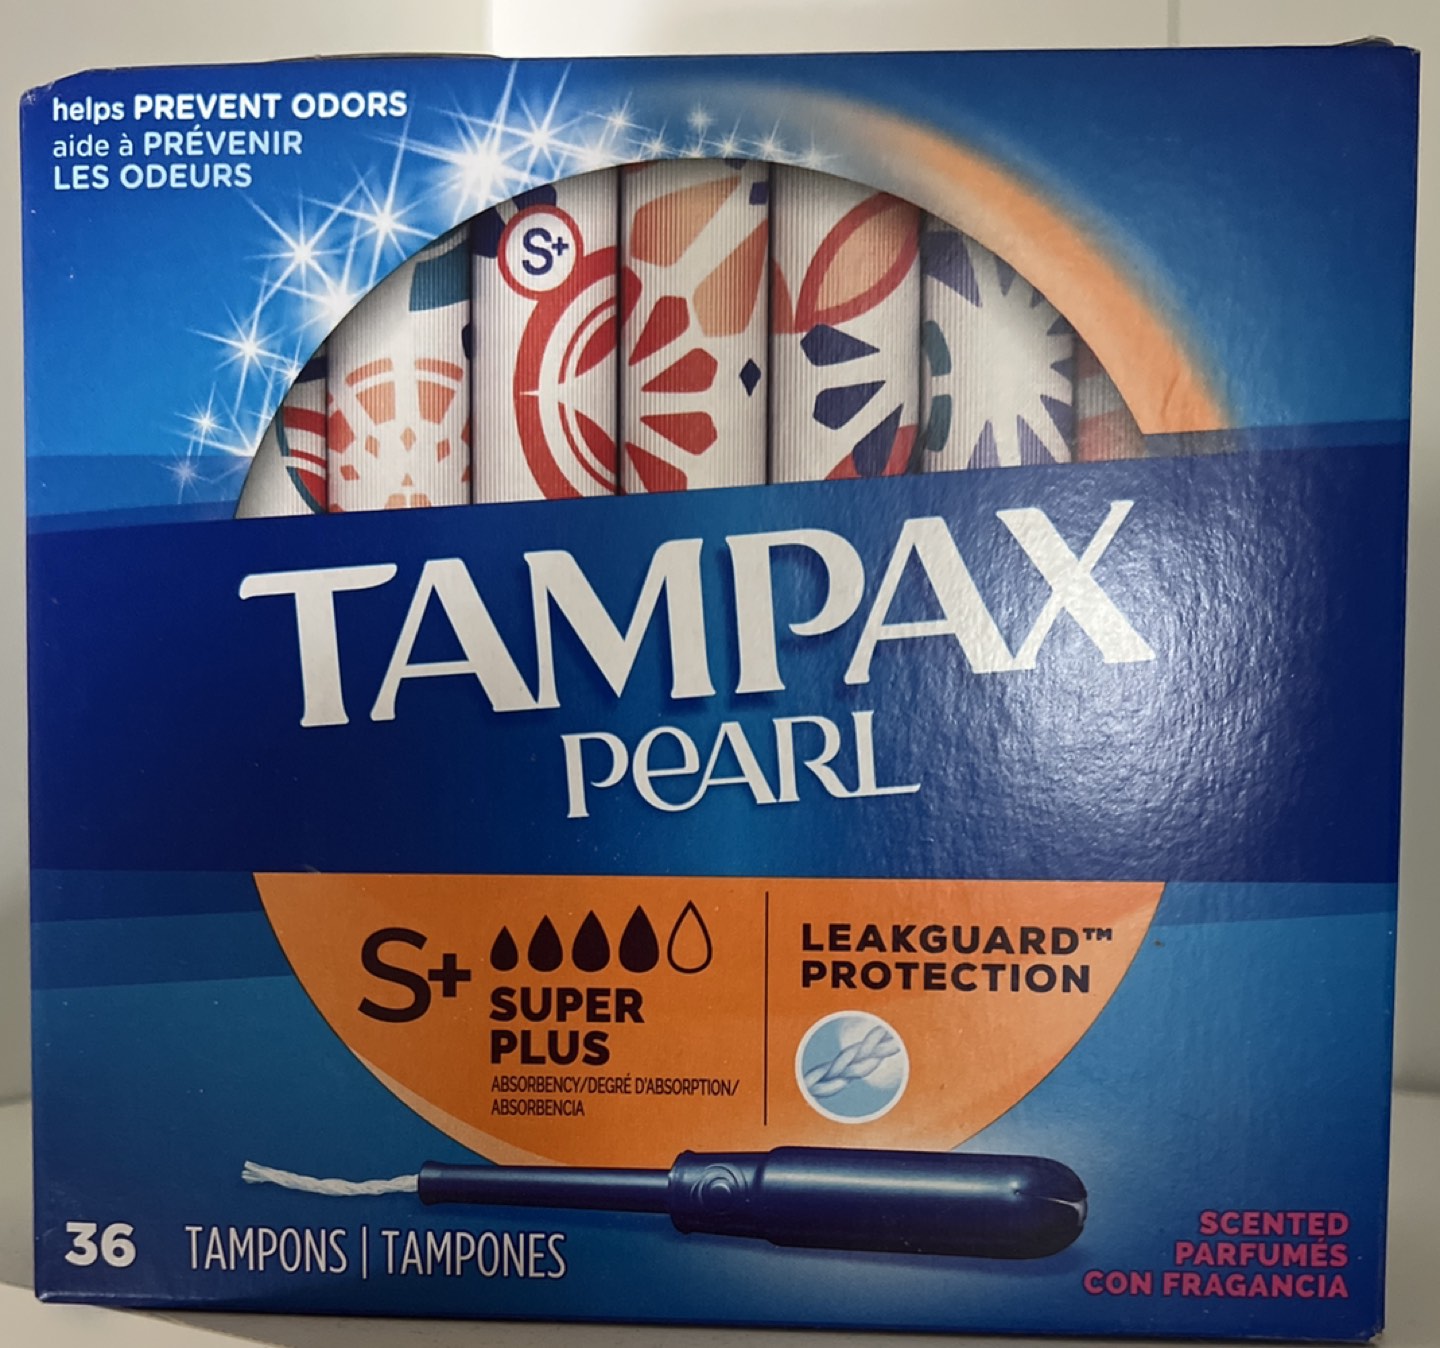 helps PREVENT ODORS
aide à PRÉVENIR
LES ODEURS
S+
TAMPAX
PEARL
S+
SUPER
PLUS
ABSORBENCY/DEGRÉ D'ABSORPTION/
ABSORBENCIA
LEAKGUARD™
PROTECTION
36 TAMPONS | TAMPONES
SCENTED
PARFUMÉS
CON FRAGANCIA